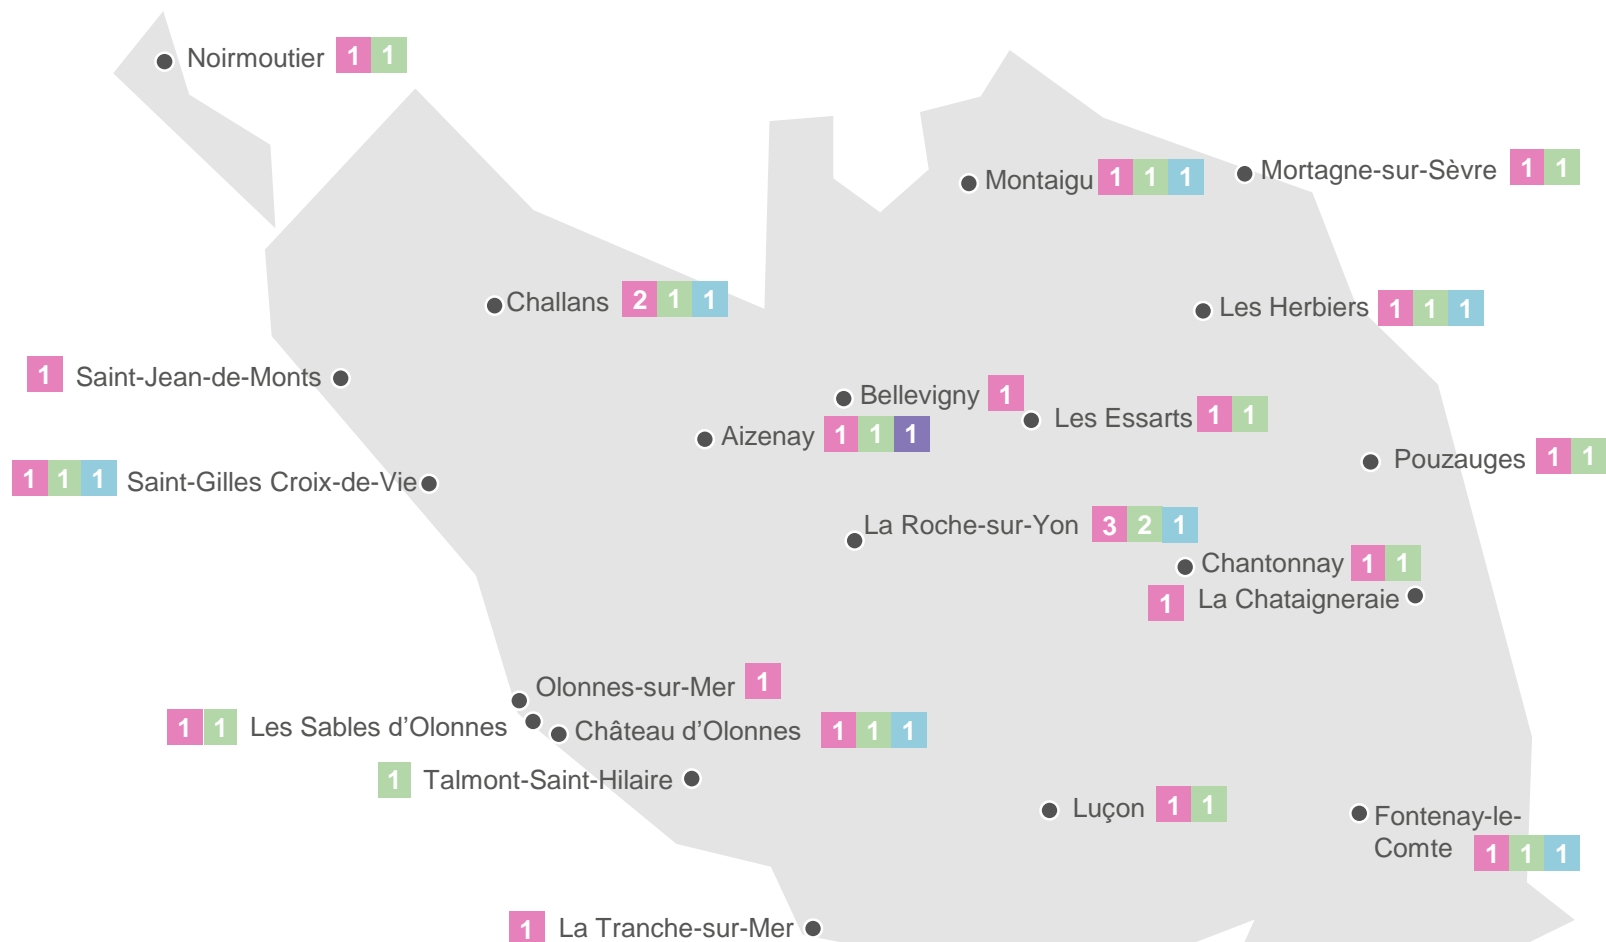 Noirmoutier 1 1
Montaigu 1 1 1
Mortagne-sur-Sèvre 1 1
Challans 2 1 1
Les Herbiers 1 1 1
1 Saint-Jean-de-Monts
Bellevigny 1
Les Essarts 1 1
Aizenay 1 1 1
Pouzauges 1 1
1 1 1 Saint-Gilles Croix-de-Vie
La Roche-sur-Yon 3 2 1
Chantonnay 1 1
1 La Chataigneraie
Olonnes-sur-Mer 1
1 1 Les Sables d’Olonnes
Château d’Olonnes 1 1 1
1 Talmont-Saint-Hilaire
Luçon 1 1
Fontenay-le-
Comte 1 1 1
1 La Tranche-sur-Mer